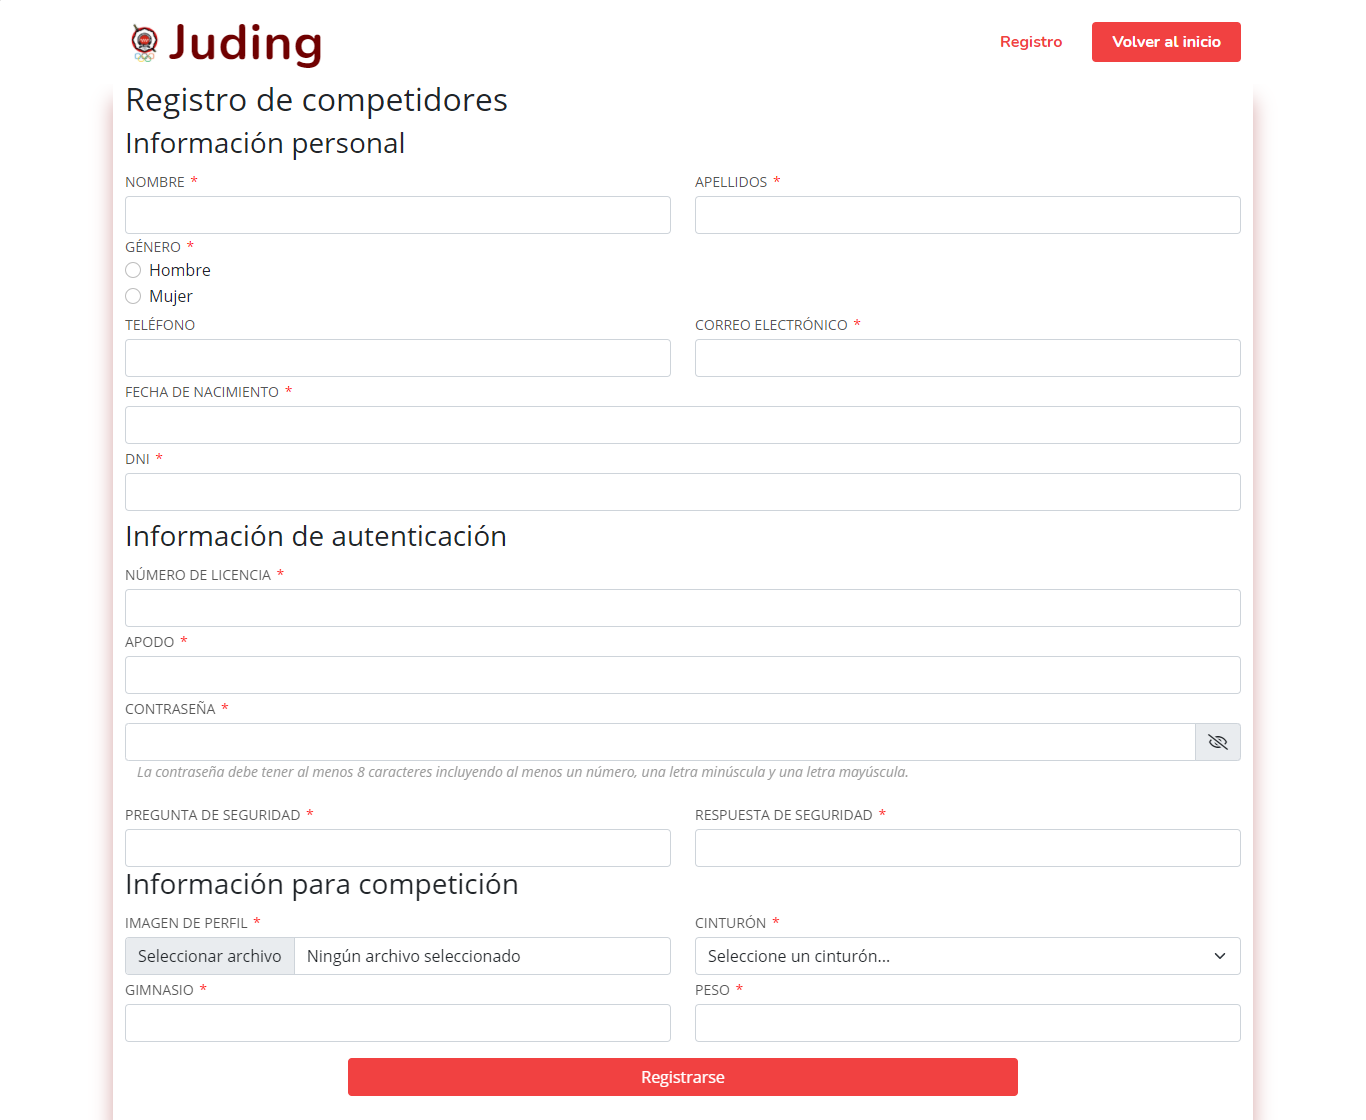 Juding
Registro
Volver al inicio
Registro de competidores
Información personal
NOMBRE *
APELLIDOS *
GÉNERO *
Hombre
Mujer
TELÉFONO
CORREO ELECTRÓNICO *
FECHA DE NACIMIENTO *
DNI *
Información de autenticación
NÚMERO DE LICENCIA *
APODO *
CONTRASEÑA *
La contraseña debe tener al menos 8 caracteres incluyendo al menos un número, una letra minúscula y una letra mayúscula.
PREGUNTA DE SEGURIDAD *
RESPUESTA DE SEGURIDAD *
Información para competición
IMAGEN DE PERFIL *
CINTURÓN *
Seleccionar archivo Ningún archivo seleccionado
Seleccione un cinturón...
GIMNASIO *
PESO *
Registrarse